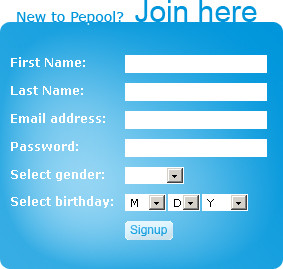 New to Pepool? Join here
First Name:
Last Name:
Email address:
Password:
Select gender:
Select birthday: M D Y
Signup